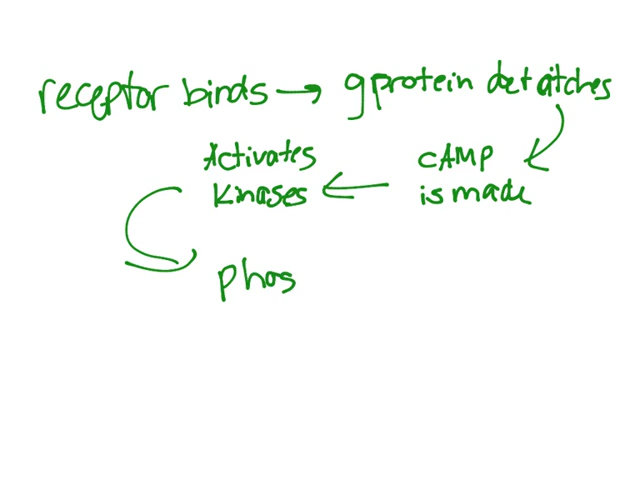 receptor binds → gprotein detatches
Activates
Kinases ← cAMP
is made
phos